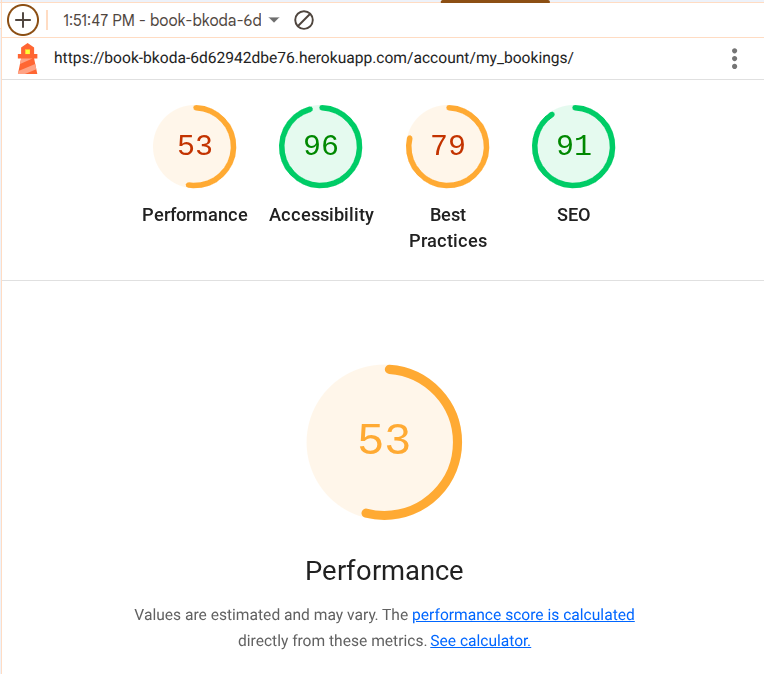 1:51:47 PM - book-bkoda-6d
https://book-bkoda-6d62942dbe76.herokuapp.com/account/my_bookings/
53
96
79
91
Performance
Accessibility
Best
Practices
SEO
53
Performance
Values are estimated and may vary. The performance score is calculated
directly from these metrics. See calculator.